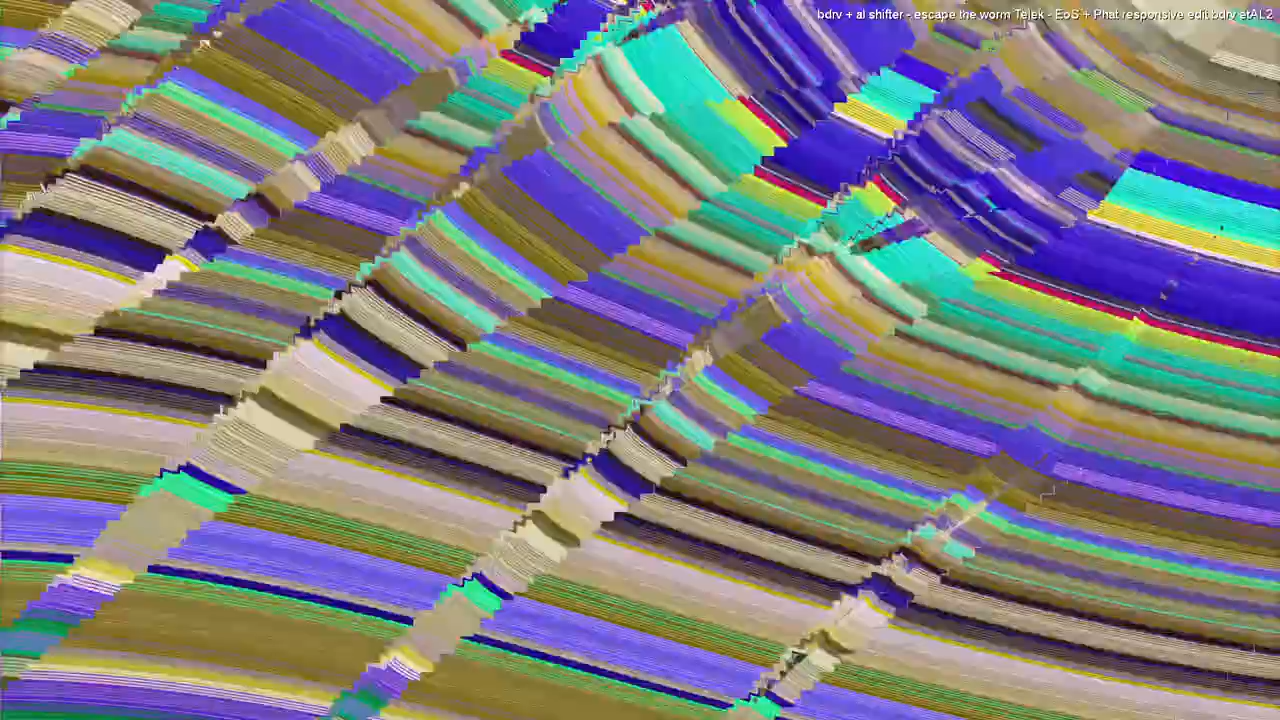 bdrv + al shifter - escape the worm Telek - EoS + Phat responsive edit bdrv etAL2